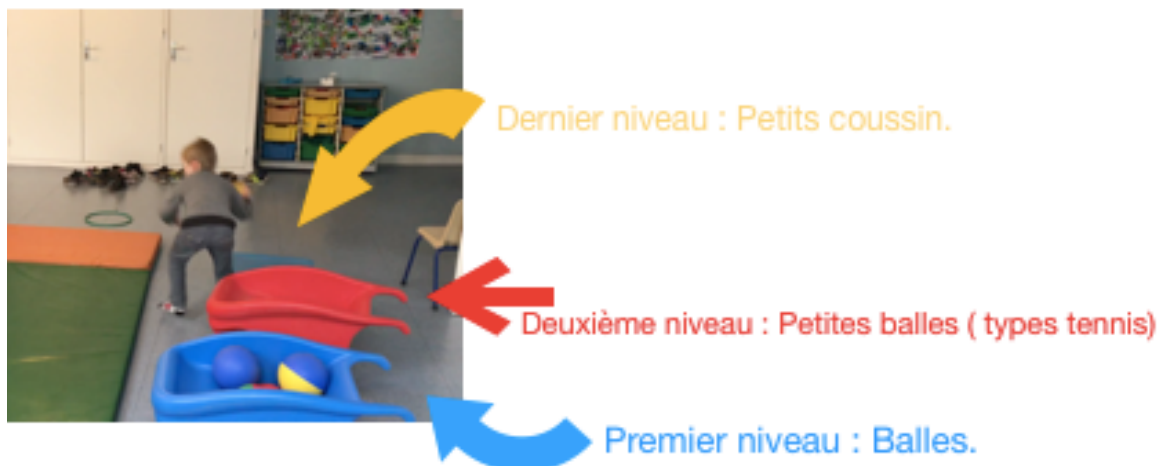 Dernier niveau : Petits coussin.
Deuxième niveau : Petites balles ( types tennis)
Premier niveau : Balles.